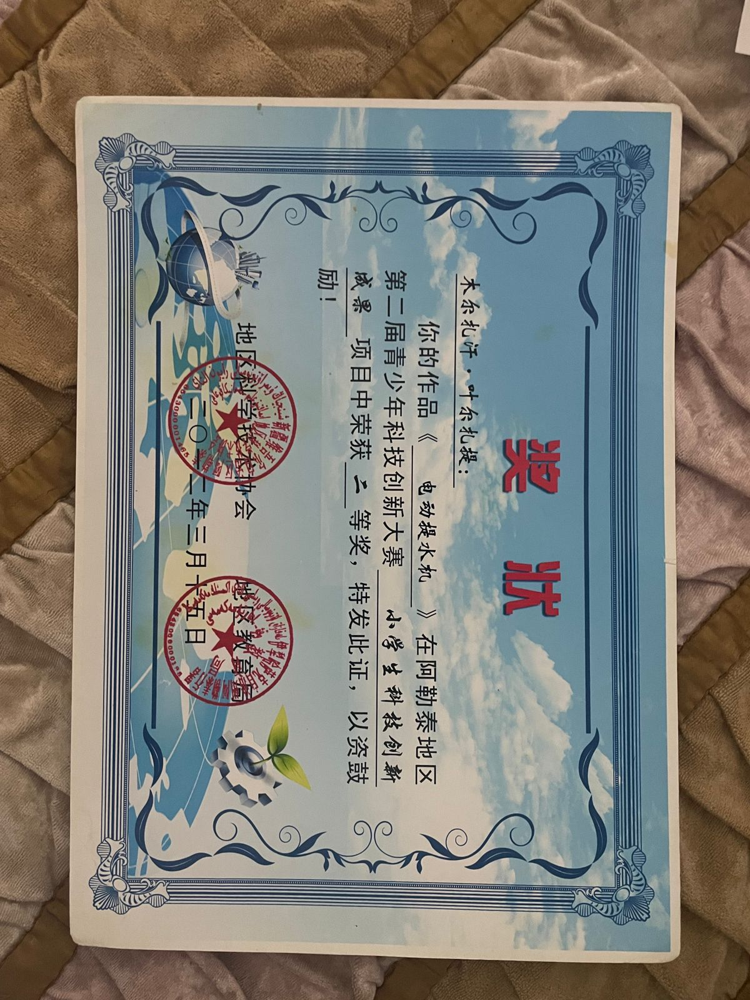 奖 状
木尔扎汗·叶尔扎提：
你的作品《 电动提水机 》在阿勒泰地区
第二届青少年科技创新大赛 小学生科技创新
成果 项目中荣获 二 等奖，特发此证，以资鼓
励！
地区科学技术协会 地区教育局
二〇一二年三月十五日